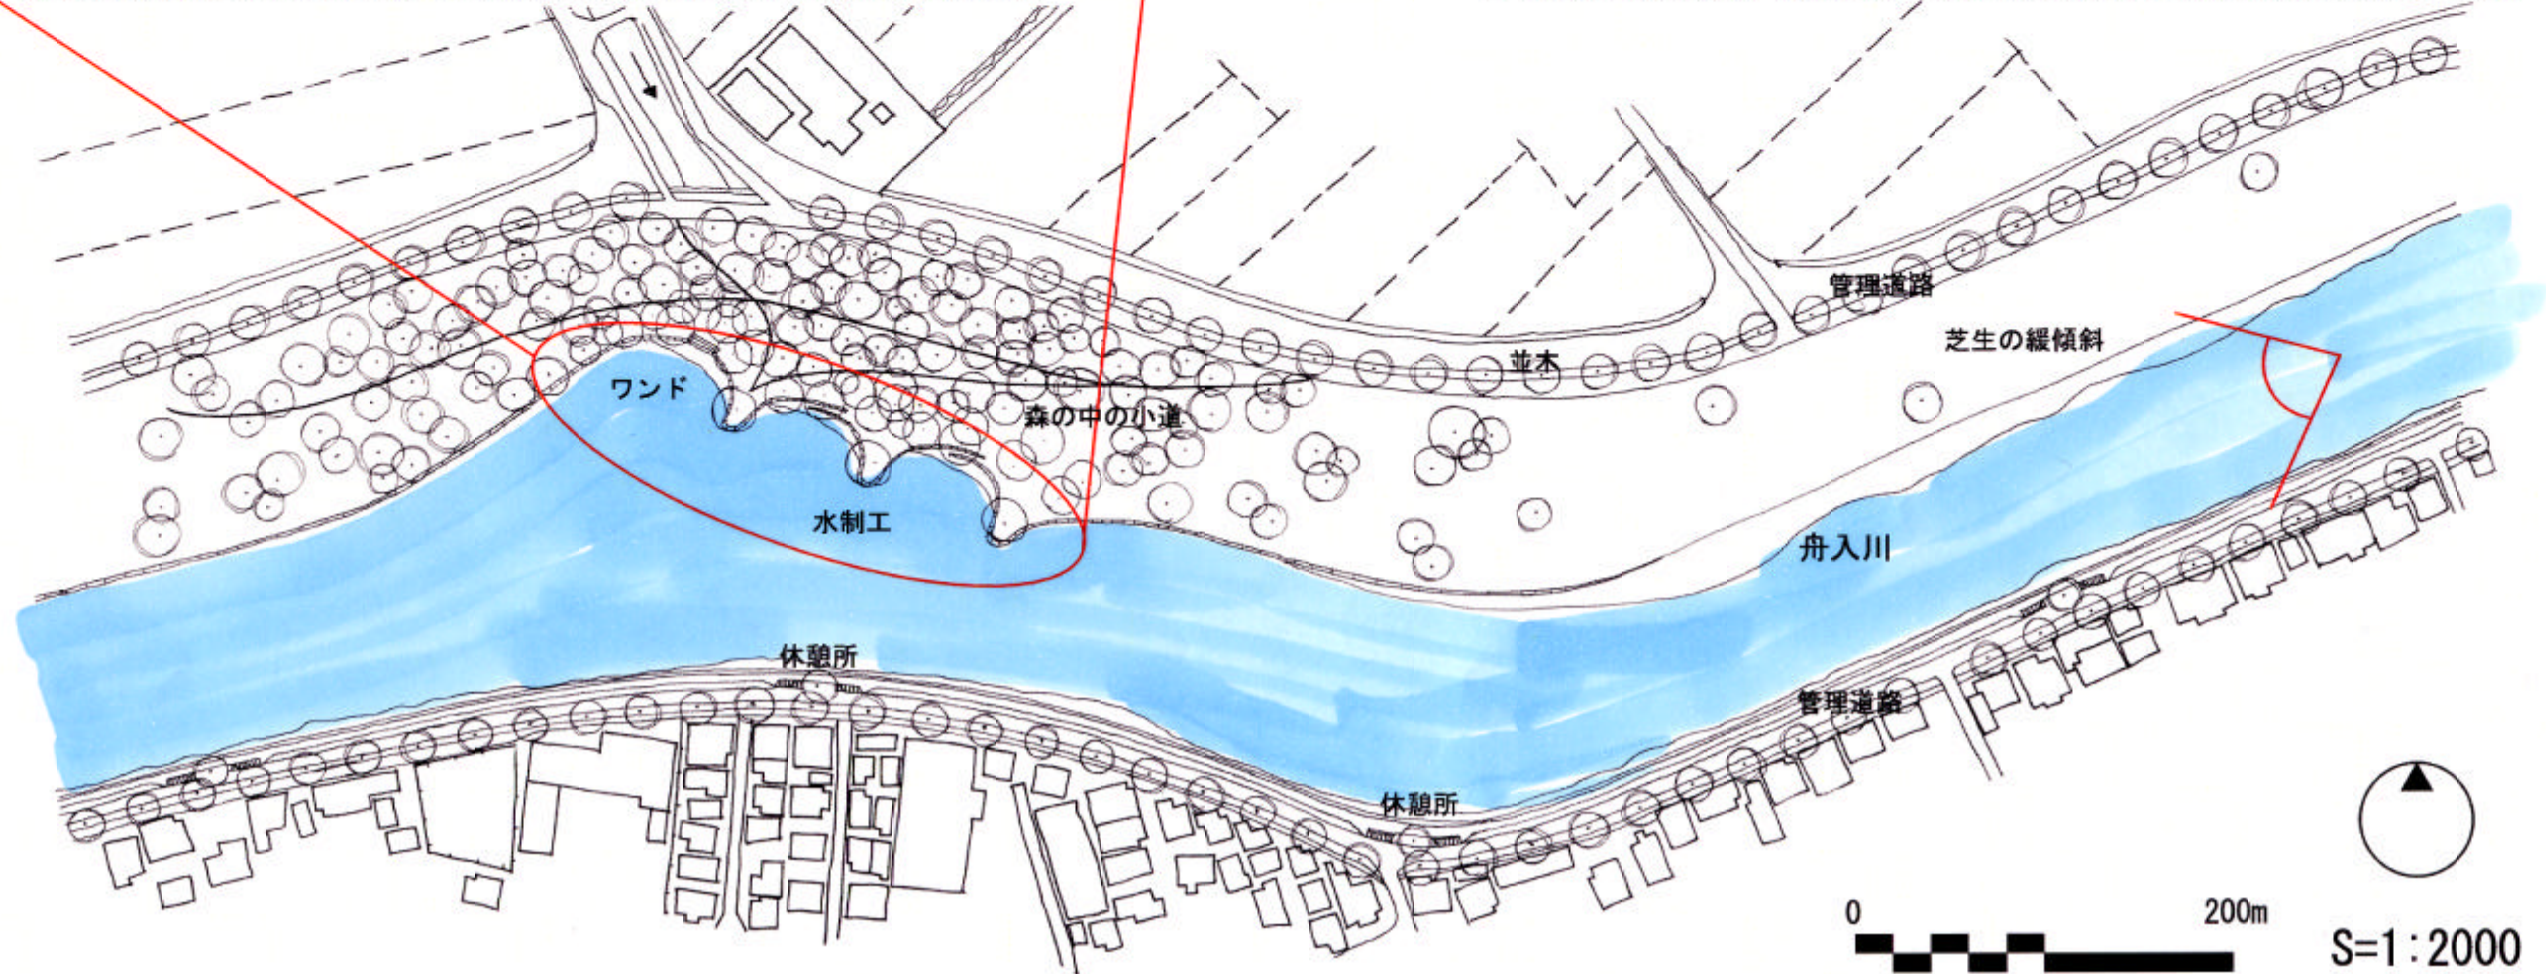 管理道路
芝生の緩傾斜
並木
ワンド
森の中の小道
水制工
舟入川
休憩所
管理道路
休憩所
0 200m
S=1:2000